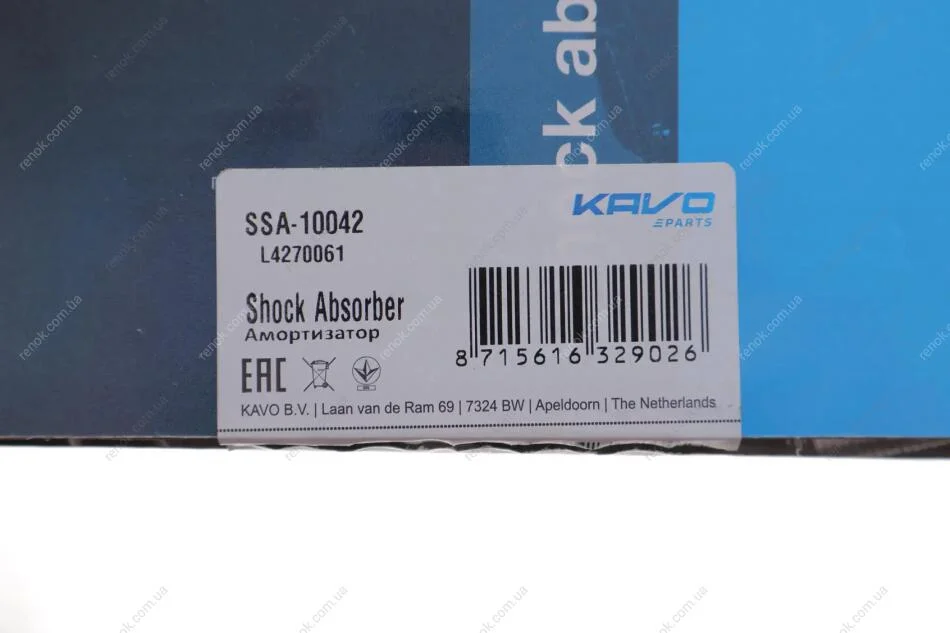 ck ab
KAVO
PARTS
SSA-10042
L4270061
Shock Absorber
Амортизатор
8 715616 329026
EAC
KAVO B.V. | Laan van de Ram 69 | 7324 BW | Apeldoorn | The Netherlands
renok.com.ua